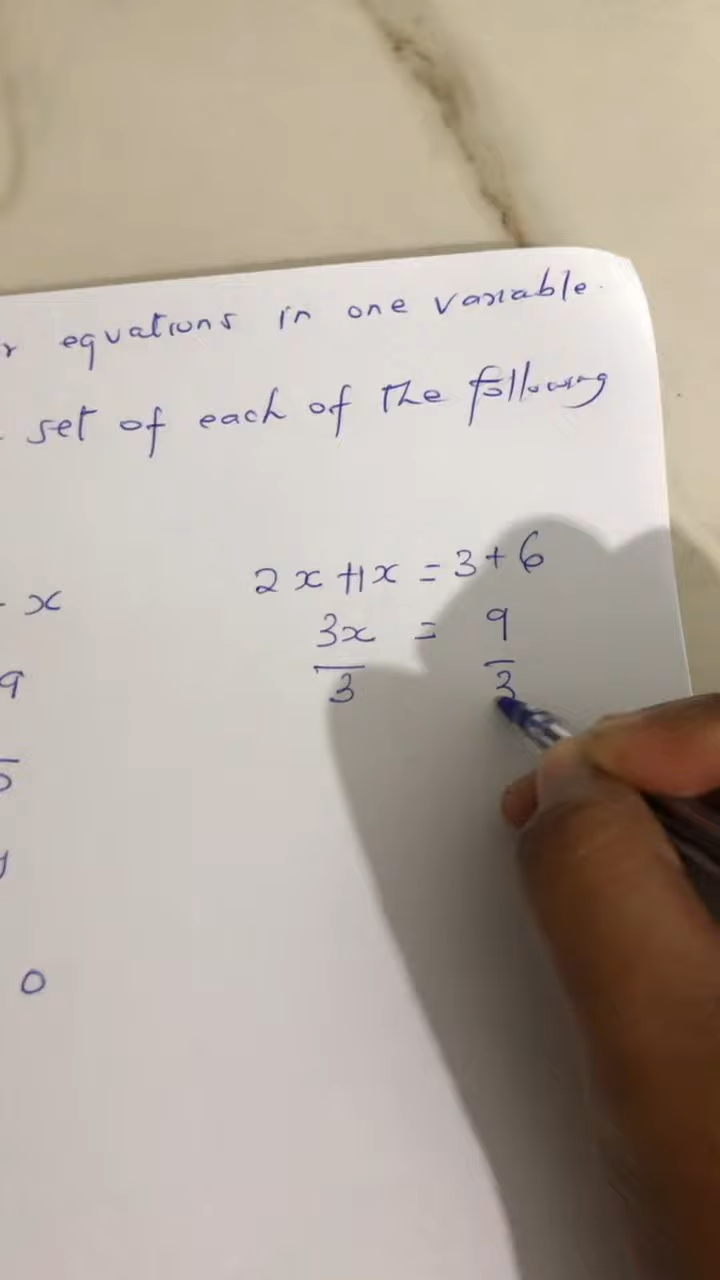 equations in one variable.
set of each of the following
- x
2x+1x = 3+6
3x = 9
9
3 3
0